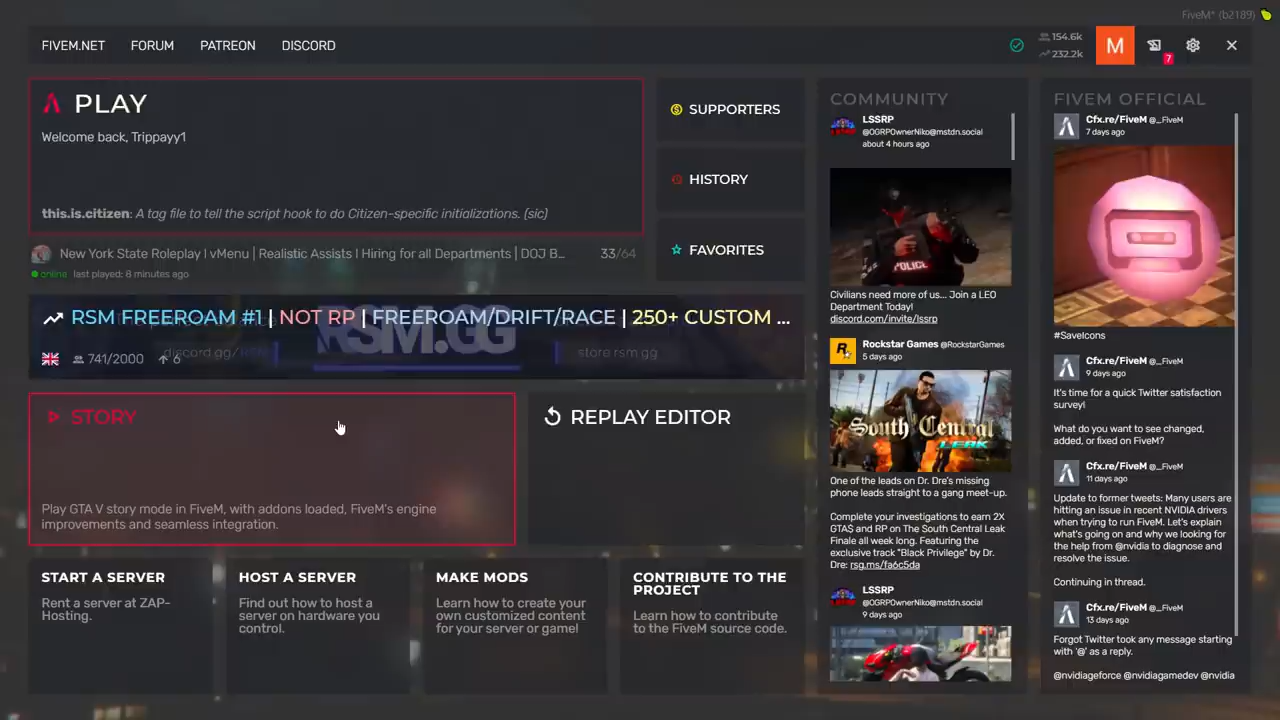 FiveM* (b2189)
FIVEM.NET
FORUM
PATREON
DISCORD
154.6k
232.2k
M
7
PLAY
Welcome back, Trippayy1
this.is.citizen: A tag file to tell the script hook to do Citizen-specific initializations. (sic)
New York State Roleplay I vMenu | Realistic Assists I Hiring for all Departments | DOJ B...
33/64
online
last played: 8 minutes ago
SUPPORTERS
HISTORY
FAVORITES
RSM FREEROAM #1 | NOT RP | FREEROAM/DRIFT/RACE | 250+ CUSTOM ...
RSM.GG
discord.gg/
store rsm gg
741/2000
6
STORY
Play GTA V story mode in FiveM, with addons loaded, FiveM's engine
improvements and seamless integration.
REPLAY EDITOR
START A SERVER
Rent a server at ZAP-
Hosting.
HOST A SERVER
Find out how to host a
server on hardware you
control.
MAKE MODS
Learn how to create your
own customized content
for your server or game!
CONTRIBUTE TO THE
PROJECT
Learn how to contribute
to the FiveM source code.
COMMUNITY
LSSRP
@OGRPOwnerNiko@mstdn.social
about 4 hours ago
POLICE
Civilians need more of us... Join a LEO
Department Today!
discord.com/invite/lssrp
Rockstar Games @RockstarGames
5 days ago
South Central
LEAK
One of the leads on Dr. Dre's missing
phone leads straight to a gang meet-up.
Complete your investigations to earn 2X
GTA$ and RP on The South Central Leak
Finale all week long. Featuring the
exclusive track "Black Privilege" by Dr.
Dre: rsg.ms/fa6c5da
LSSRP
@OGRPOwnerNiko@mstdn.social
9 days ago
FIVEM OFFICIAL
Cfx.re/FiveM @_FiveM
7 days ago
#SaveIcons
Cfx.re/FiveM @_FiveM
9 days ago
It's time for a quick Twitter satisfaction
survey!
What do you want to see changed,
added, or fixed on FiveM?
Cfx.re/FiveM @_FiveM
11 days ago
Update to former tweets: Many users are
hitting an issue in recent NVIDIA drivers
when trying to run FiveM. Let's explain
what's going on and why we looking for
the help from @nvidia to diagnose and
resolve the issue.
Continuing in thread.
Cfx.re/FiveM @_FiveM
13 days ago
Forgot Twitter took any message starting
with '@' as a reply.
@nvidiageforce @nvidiagamedev @nvidia